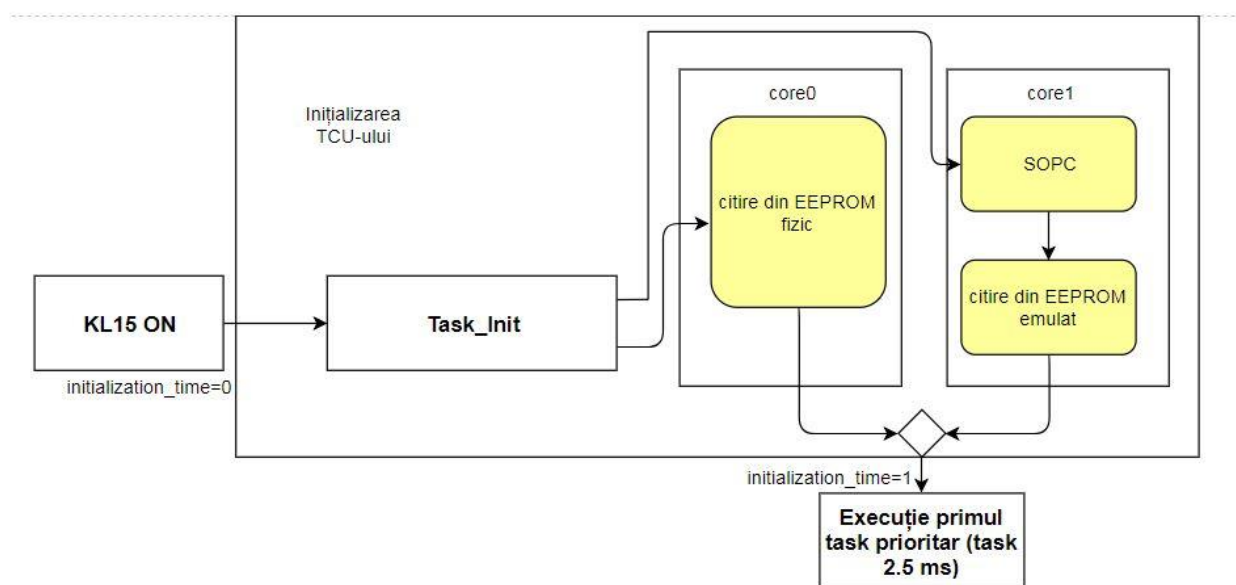 Inițializarea
TCU-ului
core0
core1
citire din EEPROM
fizic
SOPC
citire din EEPROM
emulat
KL15 ON
Task_Init
initialization_time=0
initialization_time=1
Execuție primul
task prioritar (task
2.5 ms)